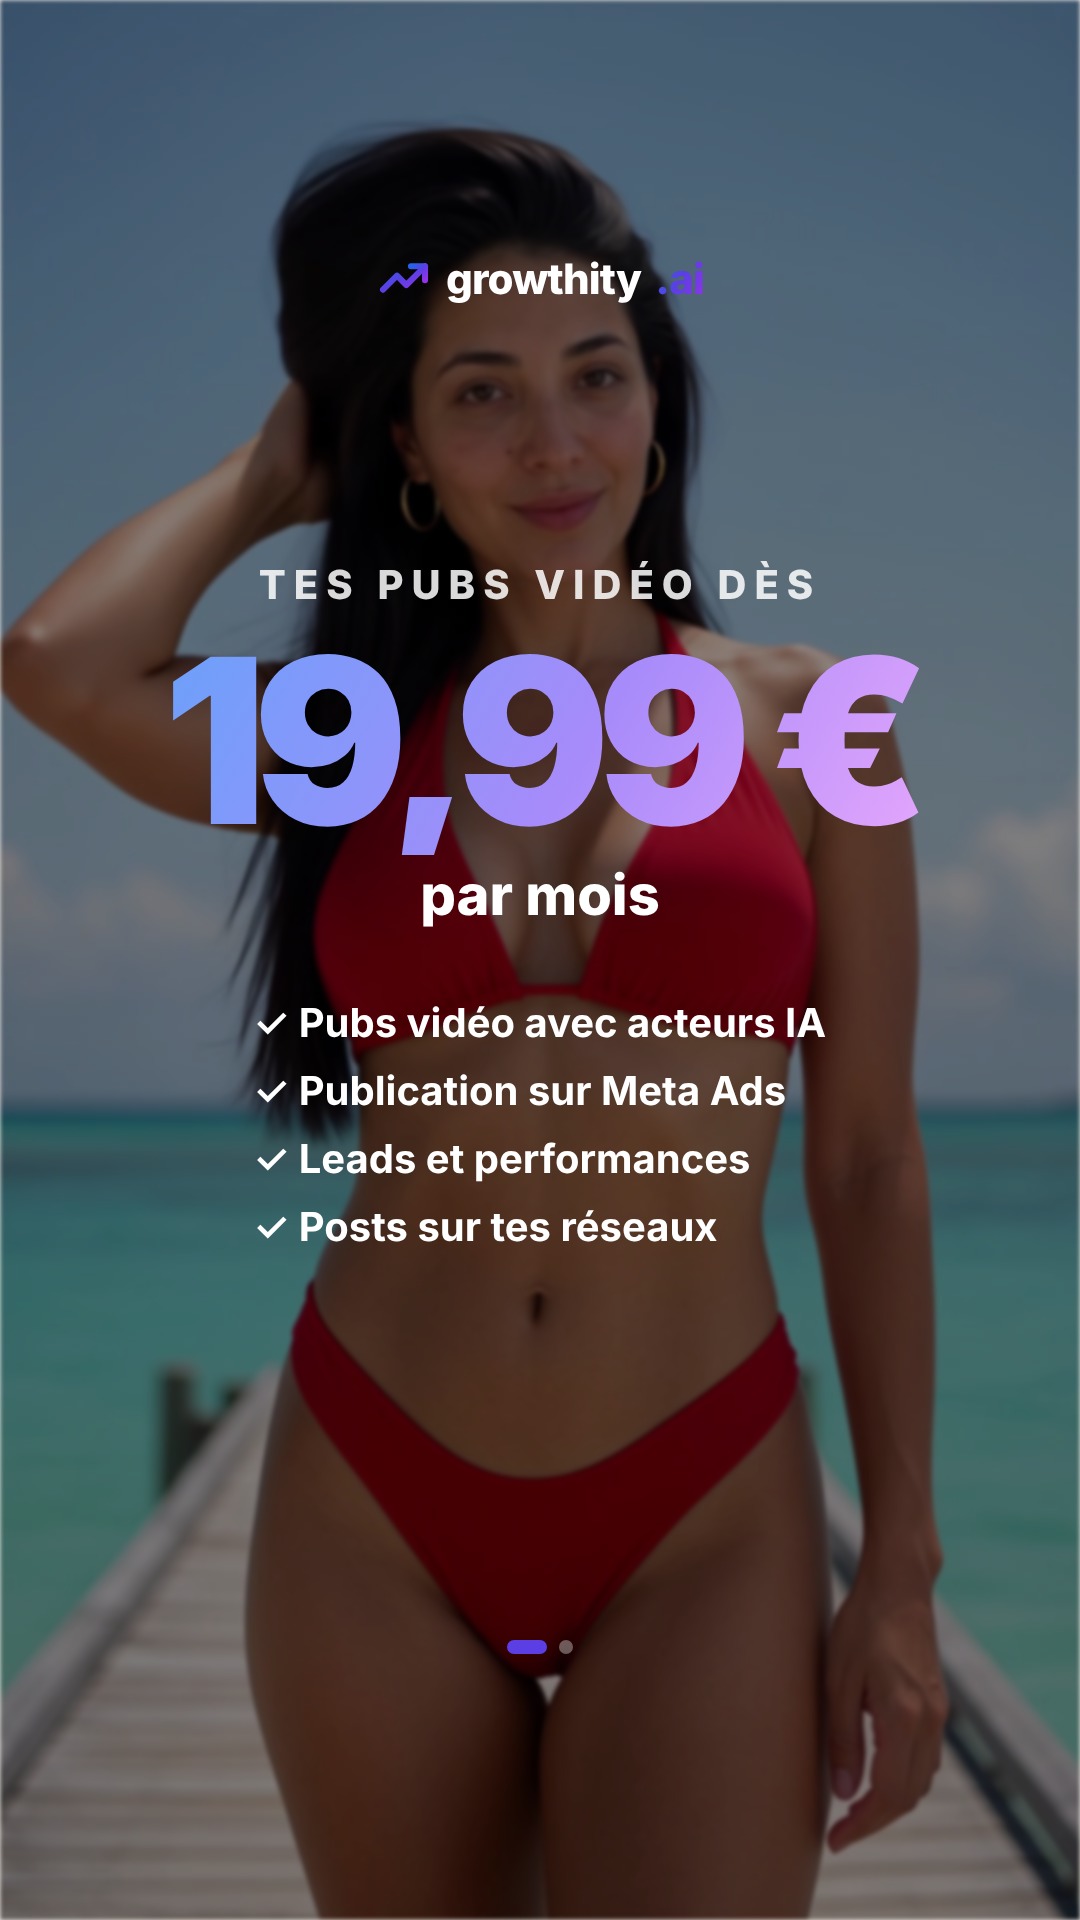 growthity .ai
TES PUBS VIDÉO DÈS
19,99 €
par mois
✓ Pubs vidéo avec acteurs IA
✓ Publication sur Meta Ads
✓ Leads et performances
✓ Posts sur tes réseaux